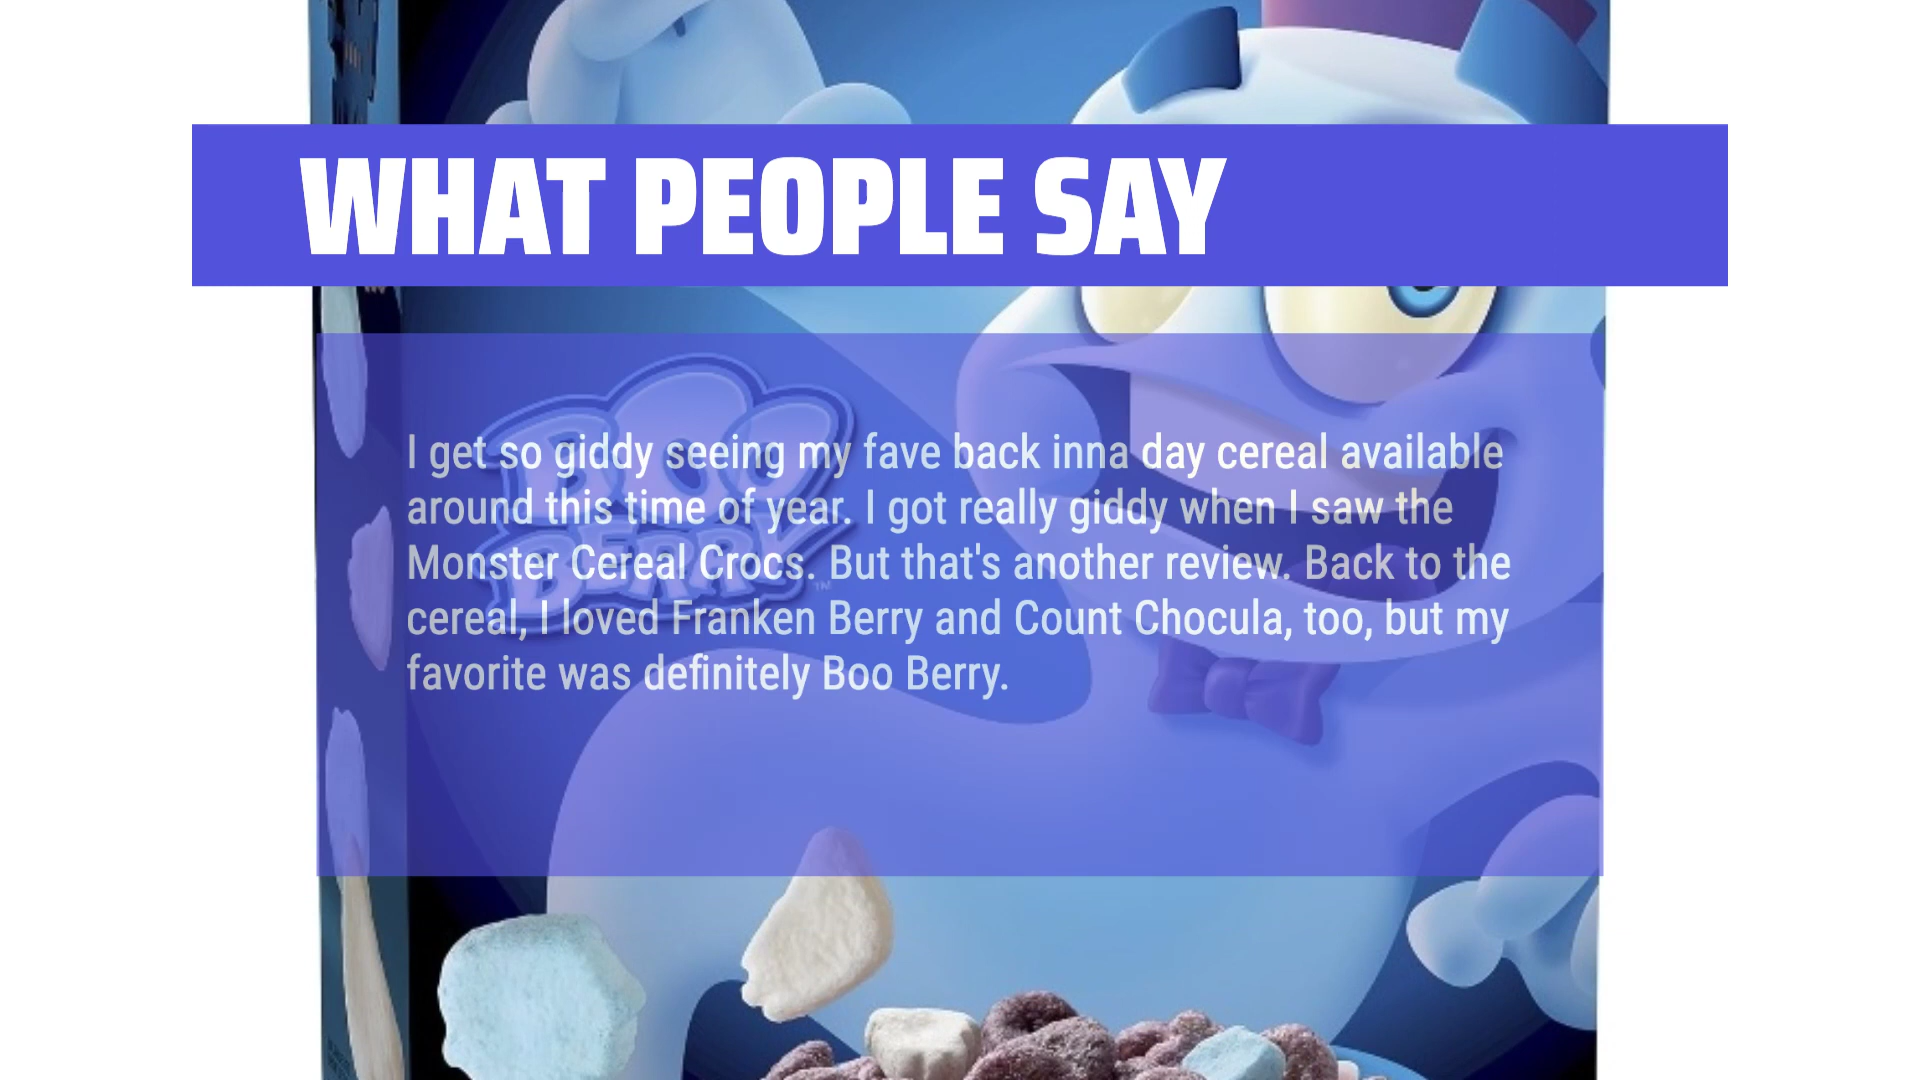 WHAT PEOPLE SAY
BOO
BERRY™
I get so giddy seeing my fave back inna day cereal available
around this time of year. I got really giddy when I saw the
Monster Cereal Crocs. But that's another review. Back to the
cereal, I loved Franken Berry and Count Chocula, too, but my
favorite was definitely Boo Berry.